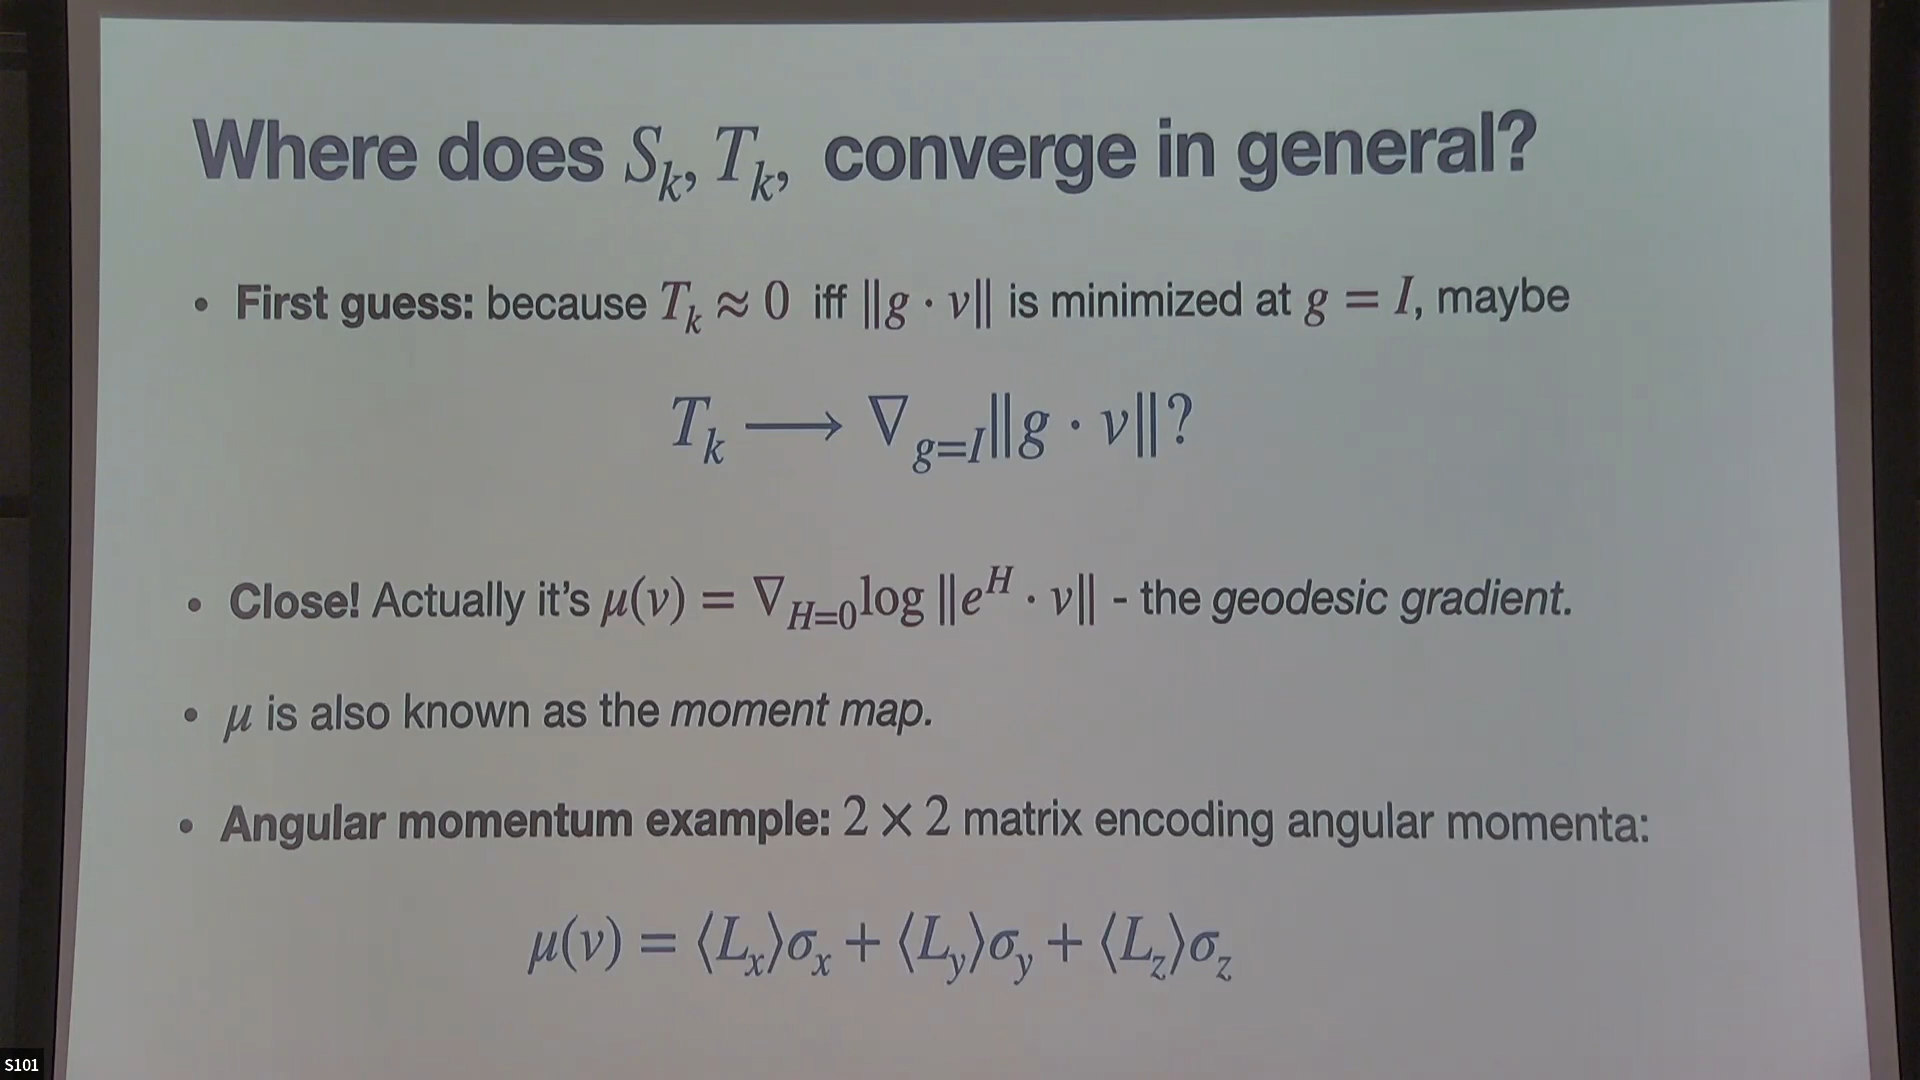 Where does S_k, T_k, converge in general?
• First guess: because T_k ≈ 0 iff ||g · v|| is minimized at g = I, maybe
T_k ⟶ ∇_{g=I}||g · v||?
• Close! Actually it's μ(v) = ∇_{H=0}log ||e^H · v|| - the geodesic gradient.
• μ is also known as the moment map.
• Angular momentum example: 2 × 2 matrix encoding angular momenta:
μ(v) = ⟨L_x⟩σ_x + ⟨L_y⟩σ_y + ⟨L_z⟩σ_z
S101